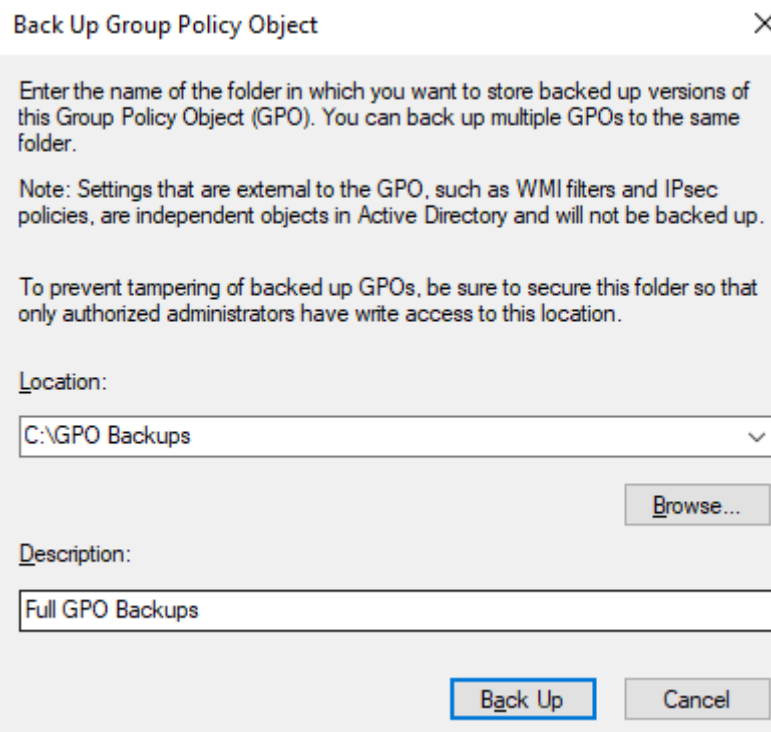 Back Up Group Policy Object
Enter the name of the folder in which you want to store backed up versions of
this Group Policy Object (GPO). You can back up multiple GPOs to the same
folder.
Note: Settings that are external to the GPO, such as WMI filters and IPsec
policies, are independent objects in Active Directory and will not be backed up.
To prevent tampering of backed up GPOs, be sure to secure this folder so that
only authorized administrators have write access to this location.
Location:
C:\GPO Backups
Browse...
Description:
Full GPO Backups
Back Up
Cancel